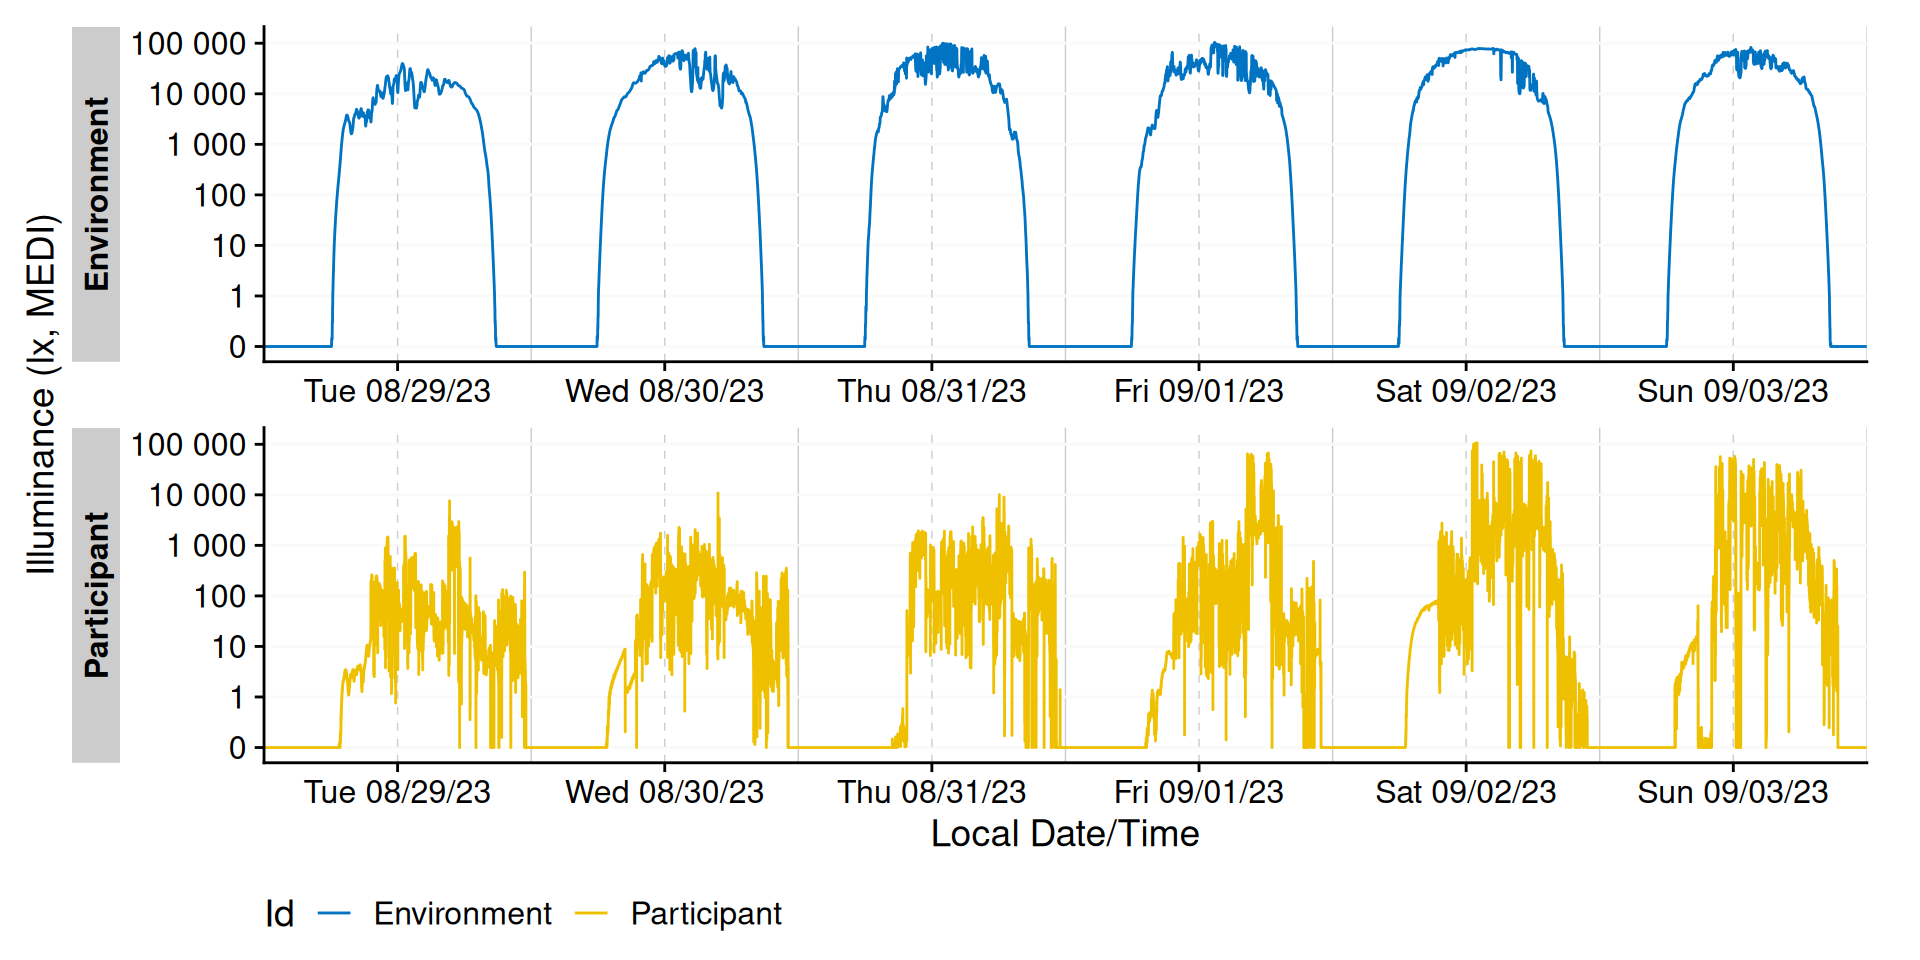 Illuminance (lx, MEDI)
Environment
100 000
10 000
1 000
100
10
1
0
Tue 08/29/23 Wed 08/30/23 Thu 08/31/23 Fri 09/01/23 Sat 09/02/23 Sun 09/03/23
Participant
100 000
10 000
1 000
100
10
1
0
Tue 08/29/23 Wed 08/30/23 Thu 08/31/23 Fri 09/01/23 Sat 09/02/23 Sun 09/03/23
Local Date/Time
Id Environment Participant